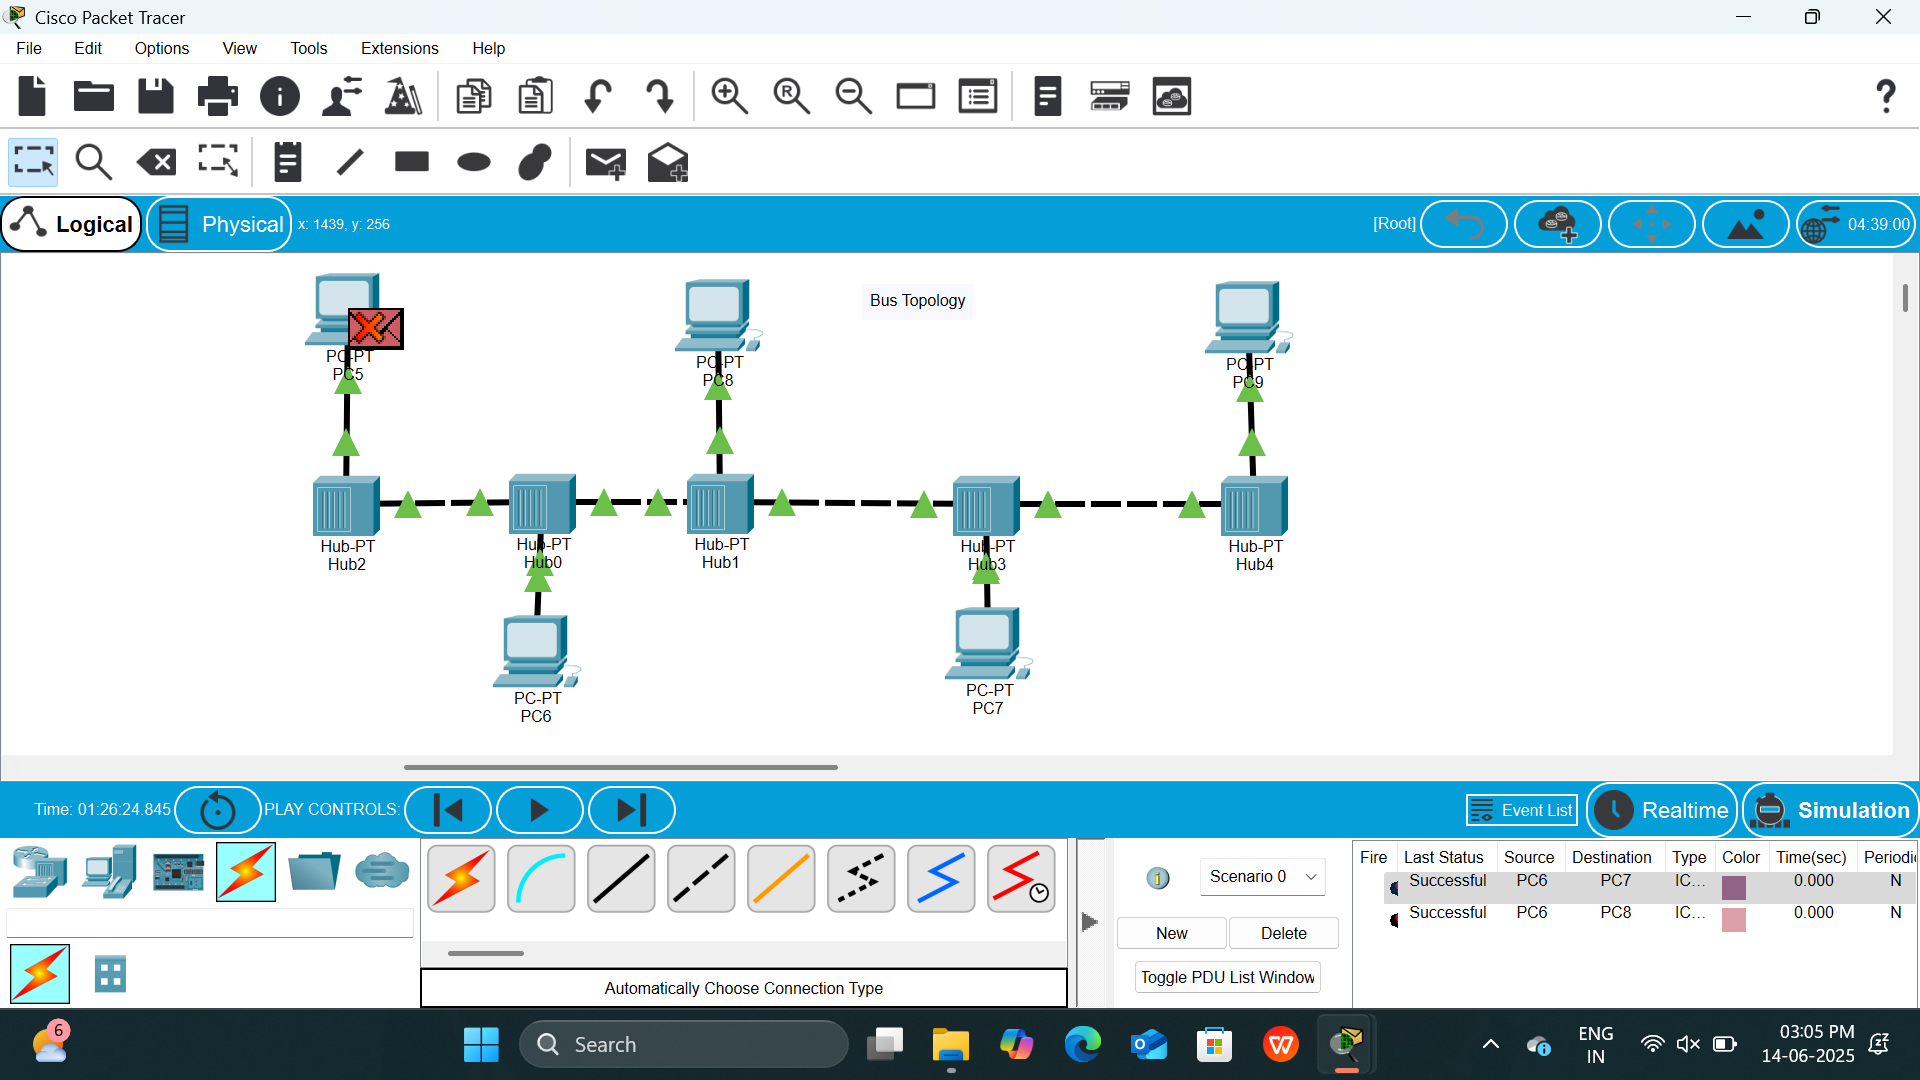 Cisco Packet Tracer
File Edit Options View Tools Extensions Help
Logical Physical x: 1439, y: 256 [Root] 04:39:00
Bus Topology
PC-PT
PC5
PC-PT
PC8
PC-PT
PC9
Hub-PT
Hub2
Hub-PT
Hub0
Hub-PT
Hub1
Hub-PT
Hub3
Hub-PT
Hub4
PC-PT
PC6
PC-PT
PC7
Time: 01:26:24.845 PLAY CONTROLS: Event List Realtime Simulation
Scenario 0
New Delete
Toggle PDU List Window
Automatically Choose Connection Type
Fire Last Status Source Destination Type Color Time(sec) Periodi
Successful PC6 PC7 IC... 0.000 N
Successful PC6 PC8 IC... 0.000 N
6
Search
ENG
IN
03:05 PM
14-06-2025